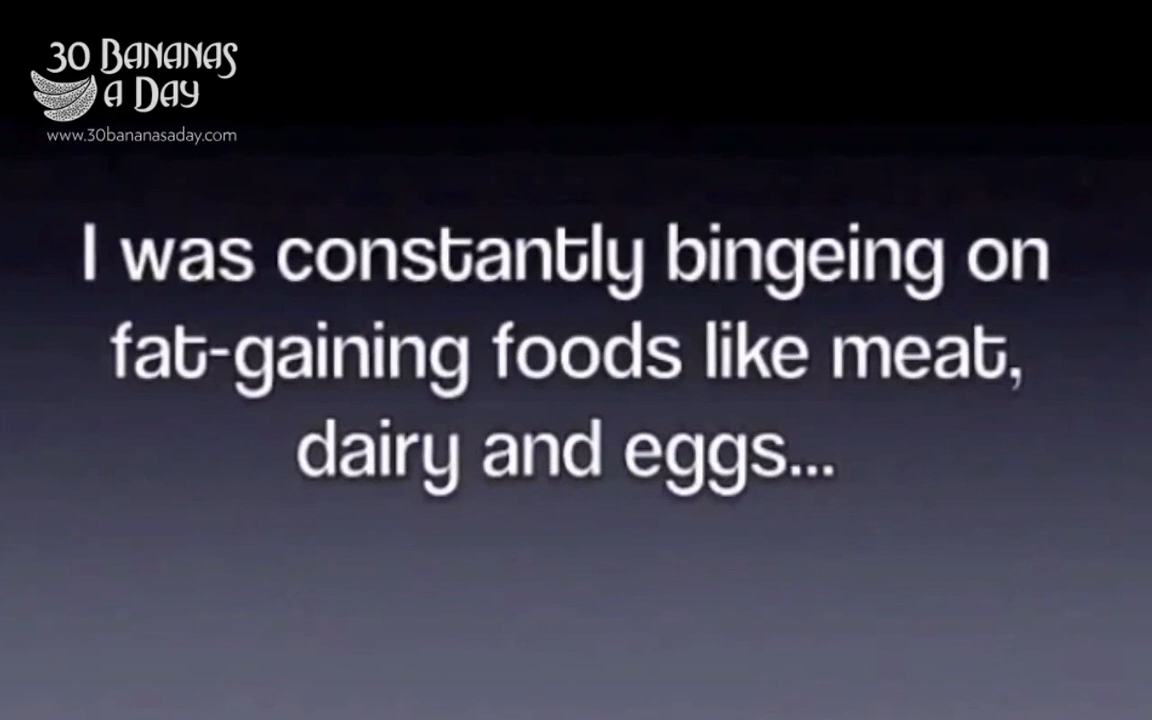 30 Bananas
a Day
www.30bananasaday.com
I was constantly bingeing on
fat-gaining foods like meat,
dairy and eggs...